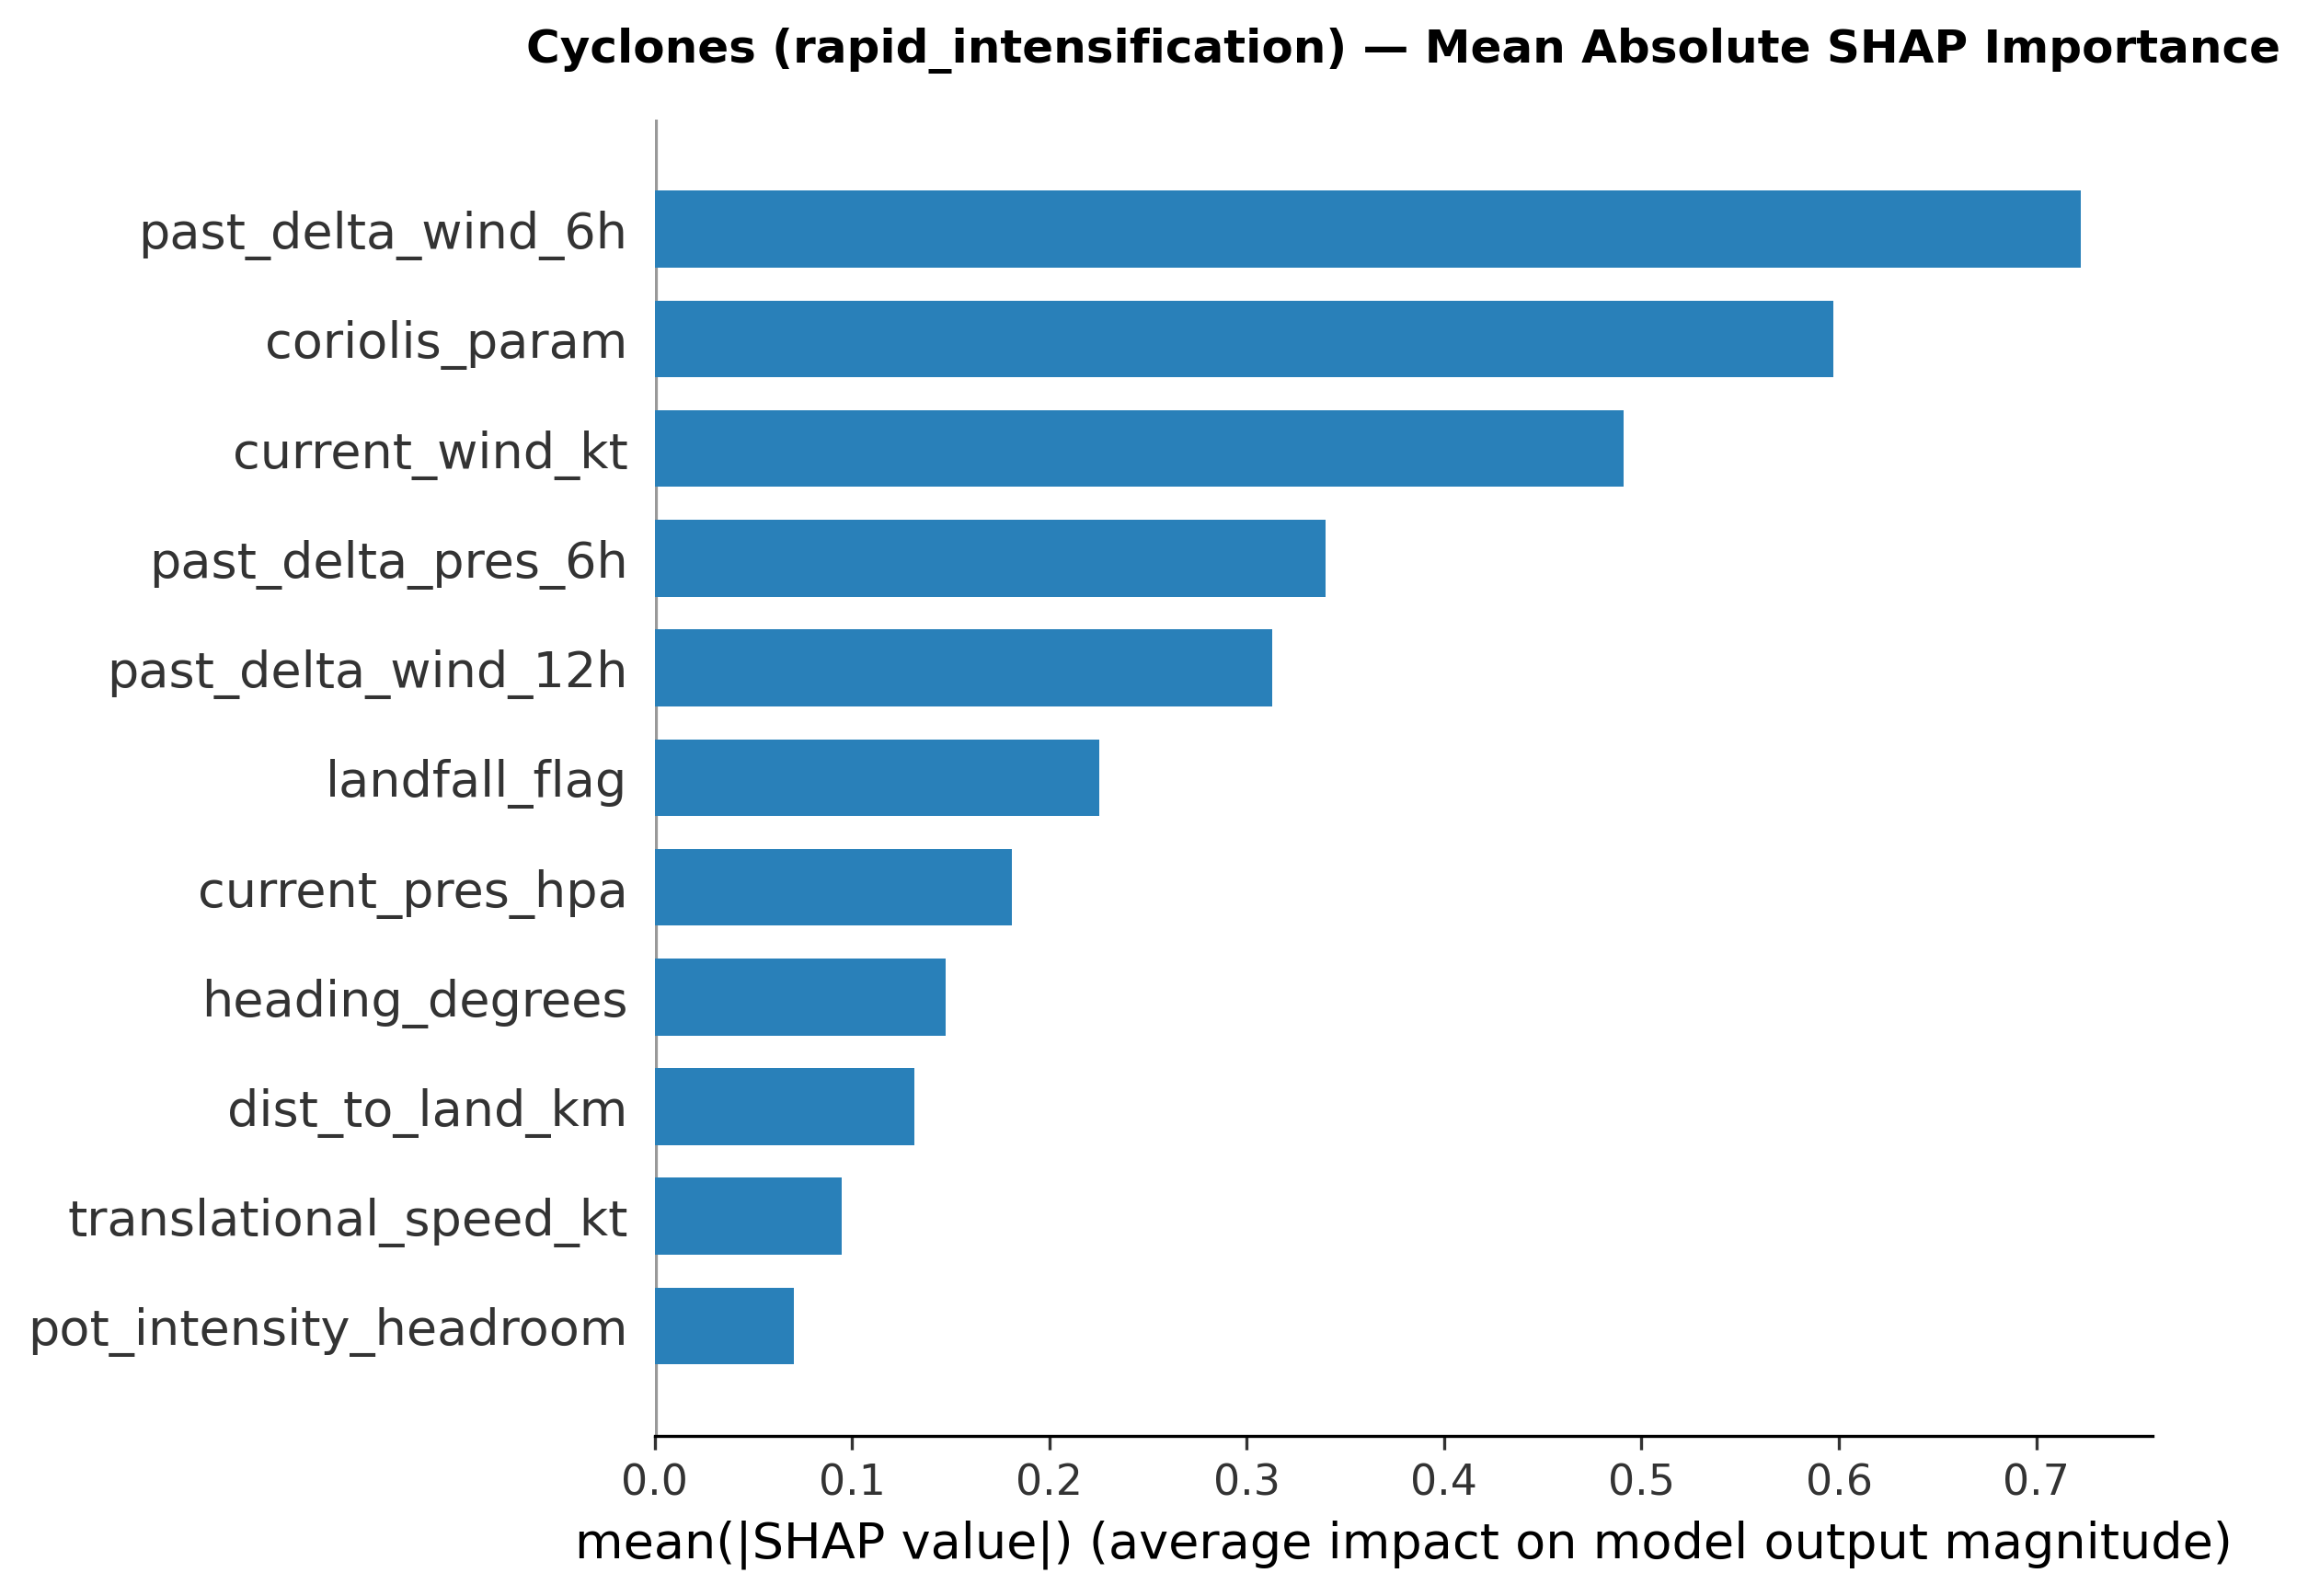 Cyclones (rapid_intensification) — Mean Absolute SHAP Importance
past_delta_wind_6h
coriolis_param
current_wind_kt
past_delta_pres_6h
past_delta_wind_12h
landfall_flag
current_pres_hpa
heading_degrees
dist_to_land_km
translational_speed_kt
pot_intensity_headroom
0.0 0.1 0.2 0.3 0.4 0.5 0.6 0.7
mean(|SHAP value|) (average impact on model output magnitude)